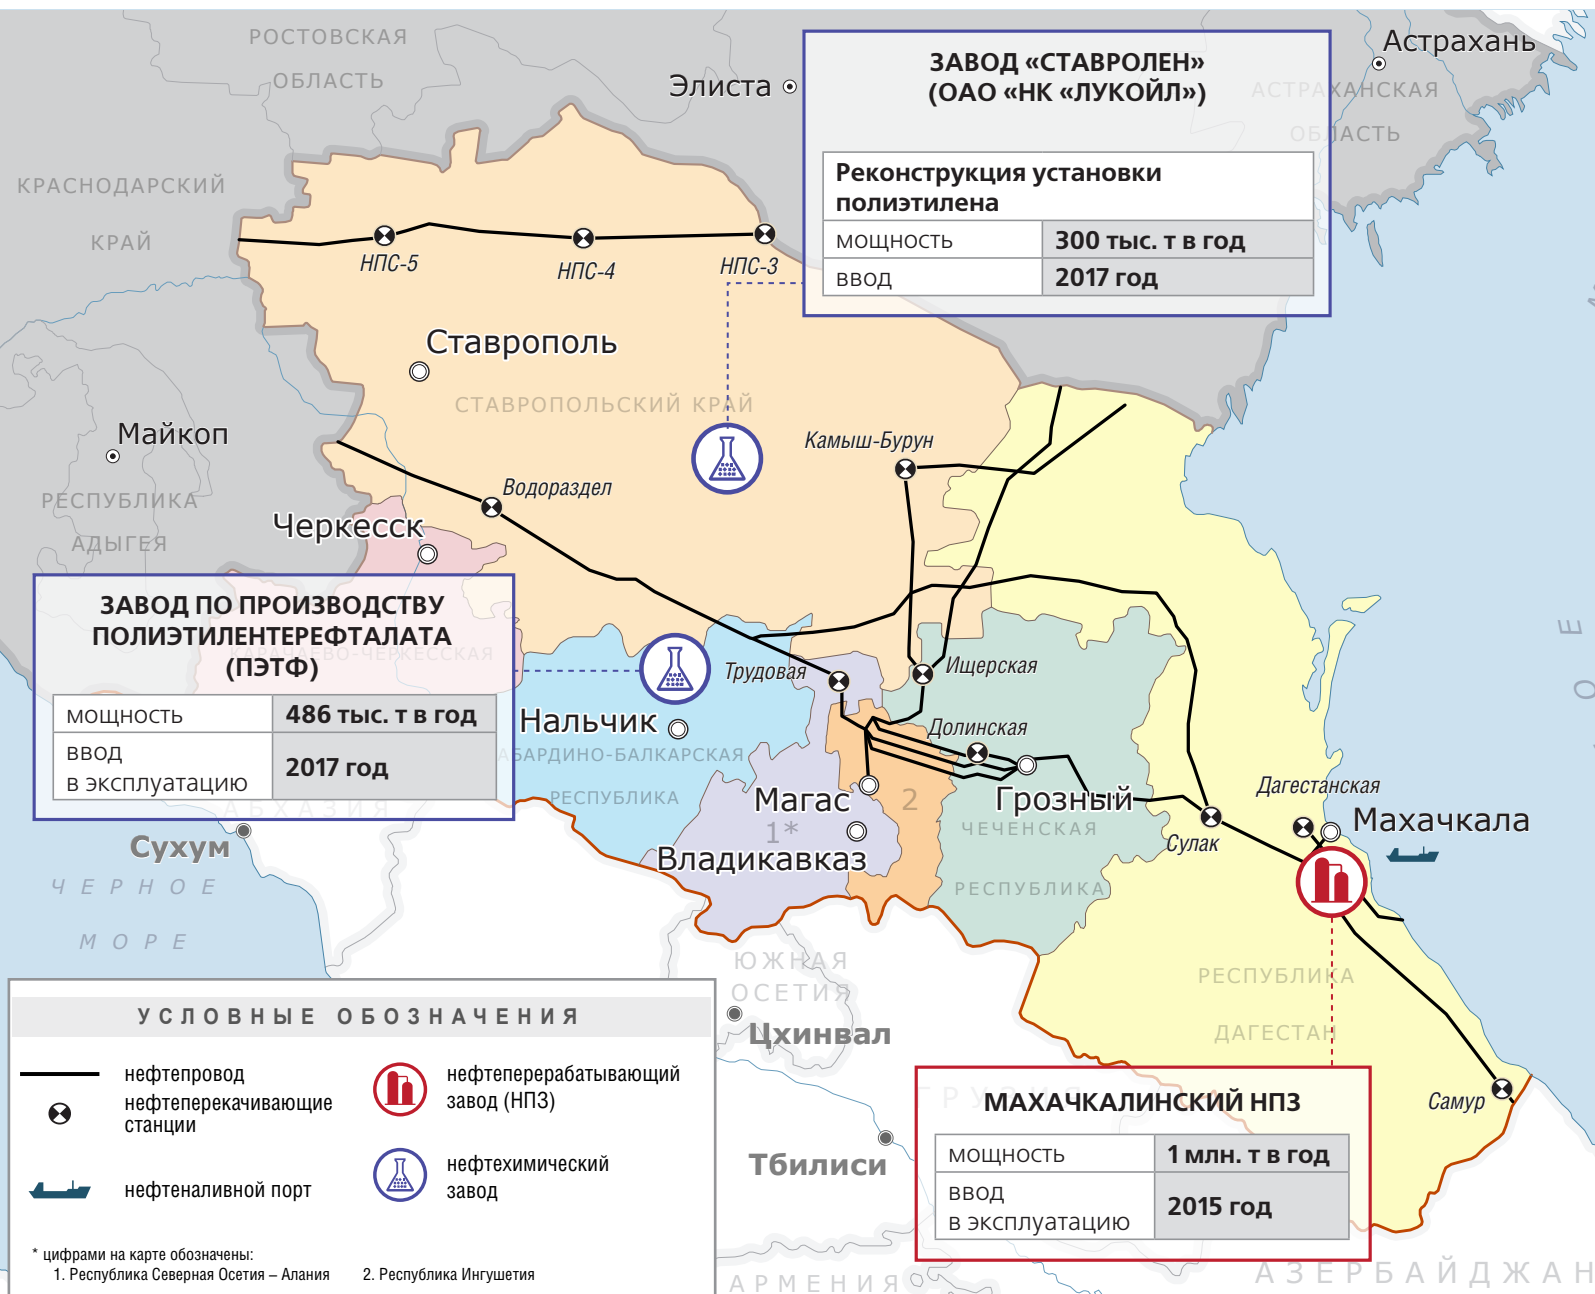 РОСТОВСКАЯ
ОБЛАСТЬ
Элиста
Астрахань
АСТРАХАНСКАЯ
ОБЛАСТЬ
ЗАВОД «СТАВРОЛЕН»
(ОАО «НК «ЛУКОЙЛ»)
Реконструкция установки
полиэтилена
мощность 300 тыс. т в год
ввод 2017 год
КРАСНОДАРСКИЙ
КРАЙ
НПС-5
НПС-4
НПС-3
Ставрополь
СТАВРОПОЛЬСКИЙ КРАЙ
Майкоп
РЕСПУБЛИКА
АДЫГЕЯ
Камыш-Бурун
Водораздел
Черкесск
ЗАВОД ПО ПРОИЗВОДСТВУ
ПОЛИЭТИЛЕНТЕРЕФТАЛАТА
(ПЭТФ)
КАРАЧАЕВО-ЧЕРКЕССКАЯ
мощность 486 тыс. т в год
ввод
в эксплуатацию 2017 год
Трудовая
Ищерская
Нальчик
АБАРДИНО-БАЛКАРСКАЯ
РЕСПУБЛИКА
Долинская
Магас
1*
2
Владикавказ
Грозный
ЧЕЧЕНСКАЯ
РЕСПУБЛИКА
Сулак
Дагестанская
Махачкала
Е
О
АБХАЗИЯ
Сухум
ЧЕРНОЕ
МОРЕ
ЮЖНАЯ
ОСЕТИЯ
Цхинвал
РЕСПУБЛИКА
ДАГЕСТАН
Самур
ГРУЗИЯ
Тбилиси
МАХАЧКАЛИНСКИЙ НПЗ
мощность 1 млн. т в год
ввод
в эксплуатацию 2015 год
АРМЕНИЯ
АЗЕРБАЙДЖАН
УСЛОВНЫЕ ОБОЗНАЧЕНИЯ
нефтепровод
нефтеперекачивающие
станции
нефтеналивной порт
нефтеперерабатывающий
завод (НПЗ)
нефтехимический
завод
* цифрами на карте обозначены:
1. Республика Северная Осетия – Алания 2. Республика Ингушетия